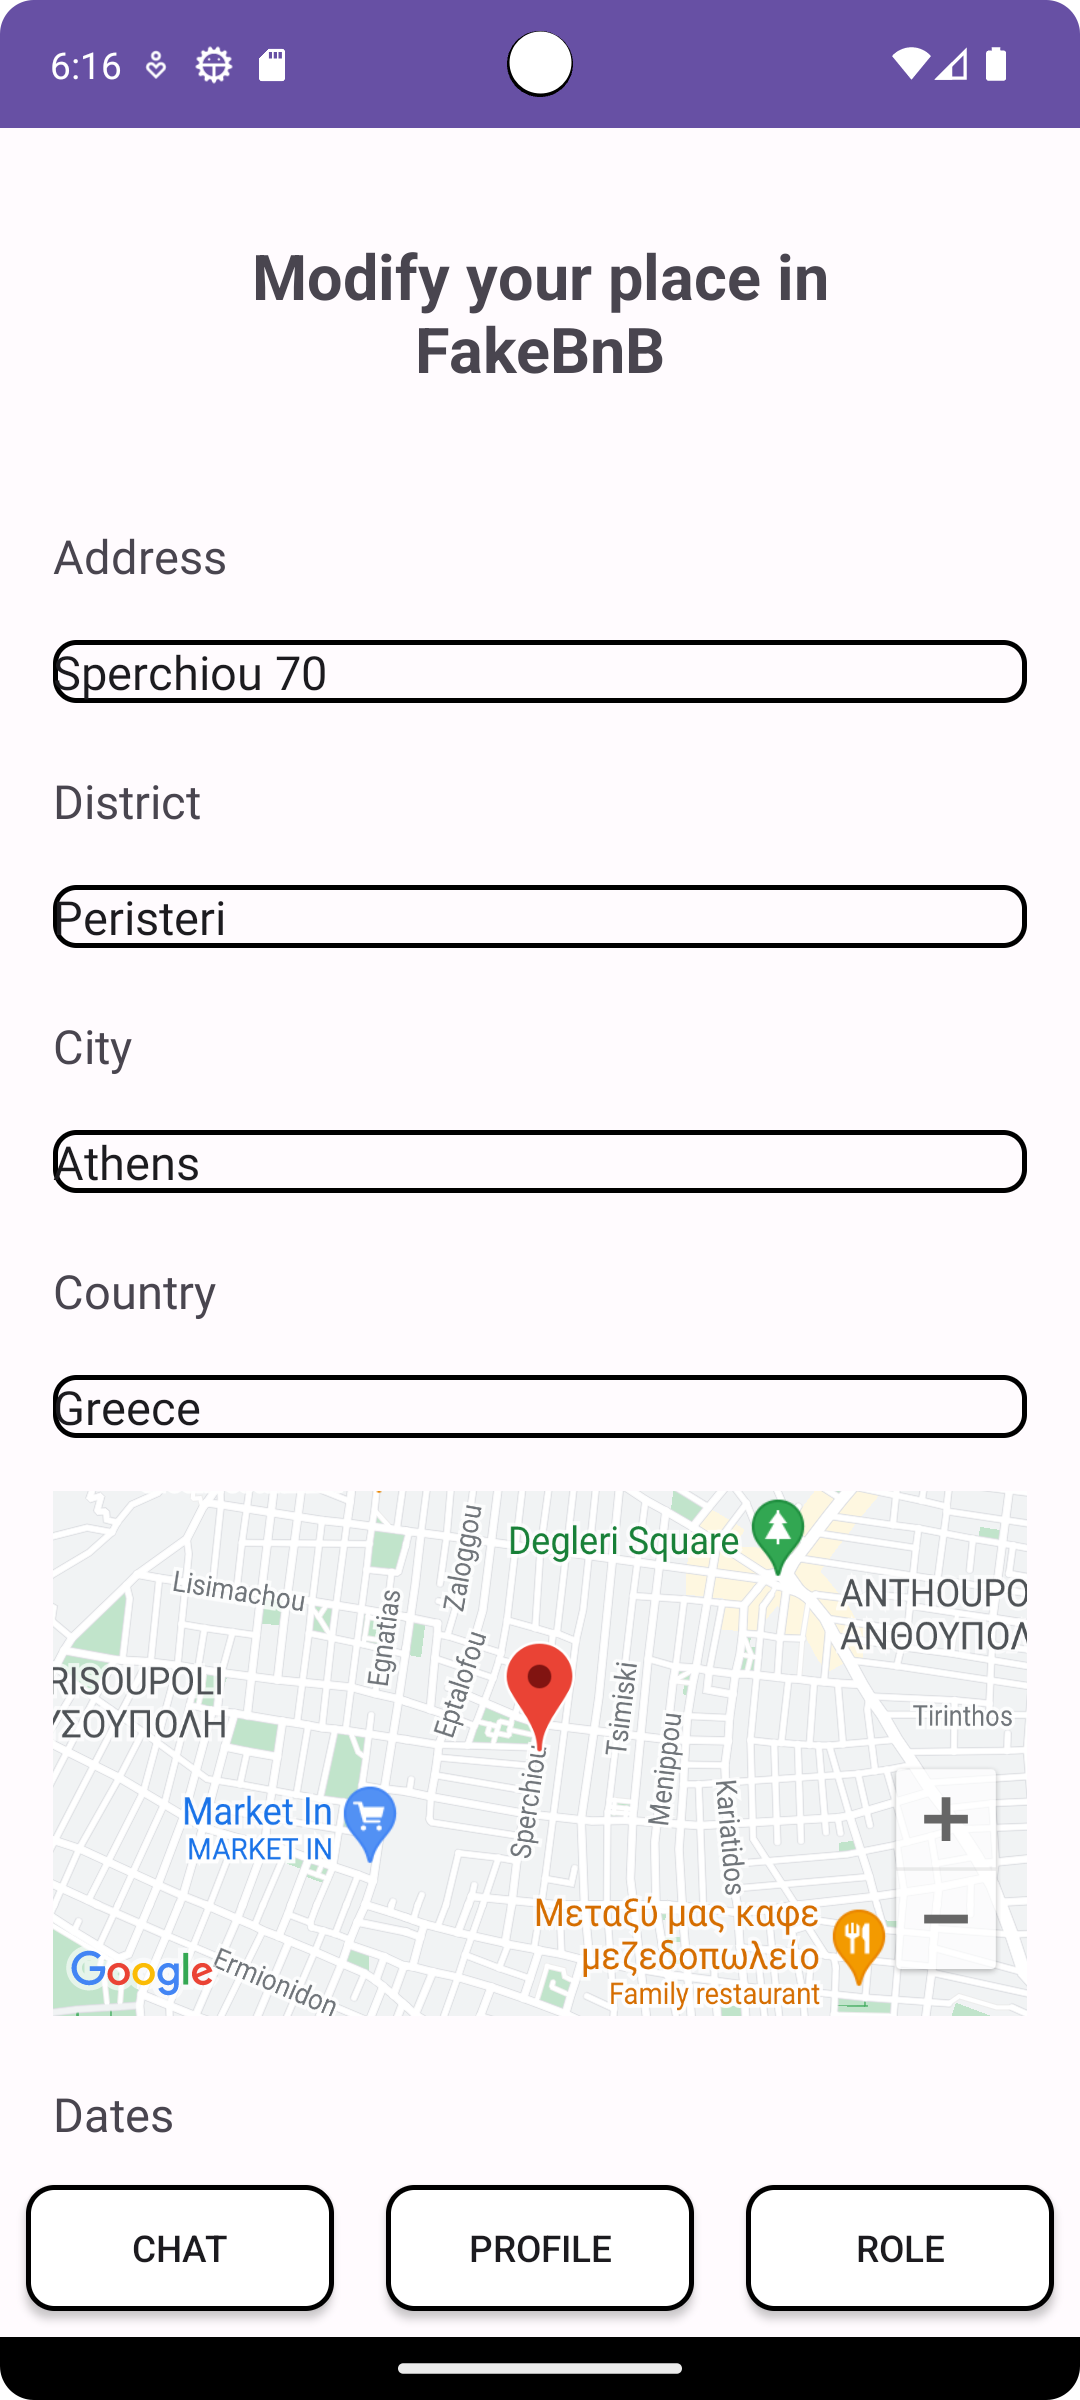 6:16
Modify your place in
FakeBnB
Address
Sperchiou 70
District
Peristeri
City
Athens
Country
Greece
Degleri Square
Zaloggou
Lisimachou
ANTHOUPO
ΑΝΘΟΥΠΟΛ
Egnatias
Eptalofou
RISOUPOLI
ΥΣΟΥΠΟΛΗ
Tsimiski
Menippou
Tirinthos
Sperchiou
Kariatidos
Market In
MARKET IN
Μεταξύ μας καφε
μεζεδοπωλείο
Family restaurant
Google
Ermionidon
Dates
CHAT
PROFILE
ROLE